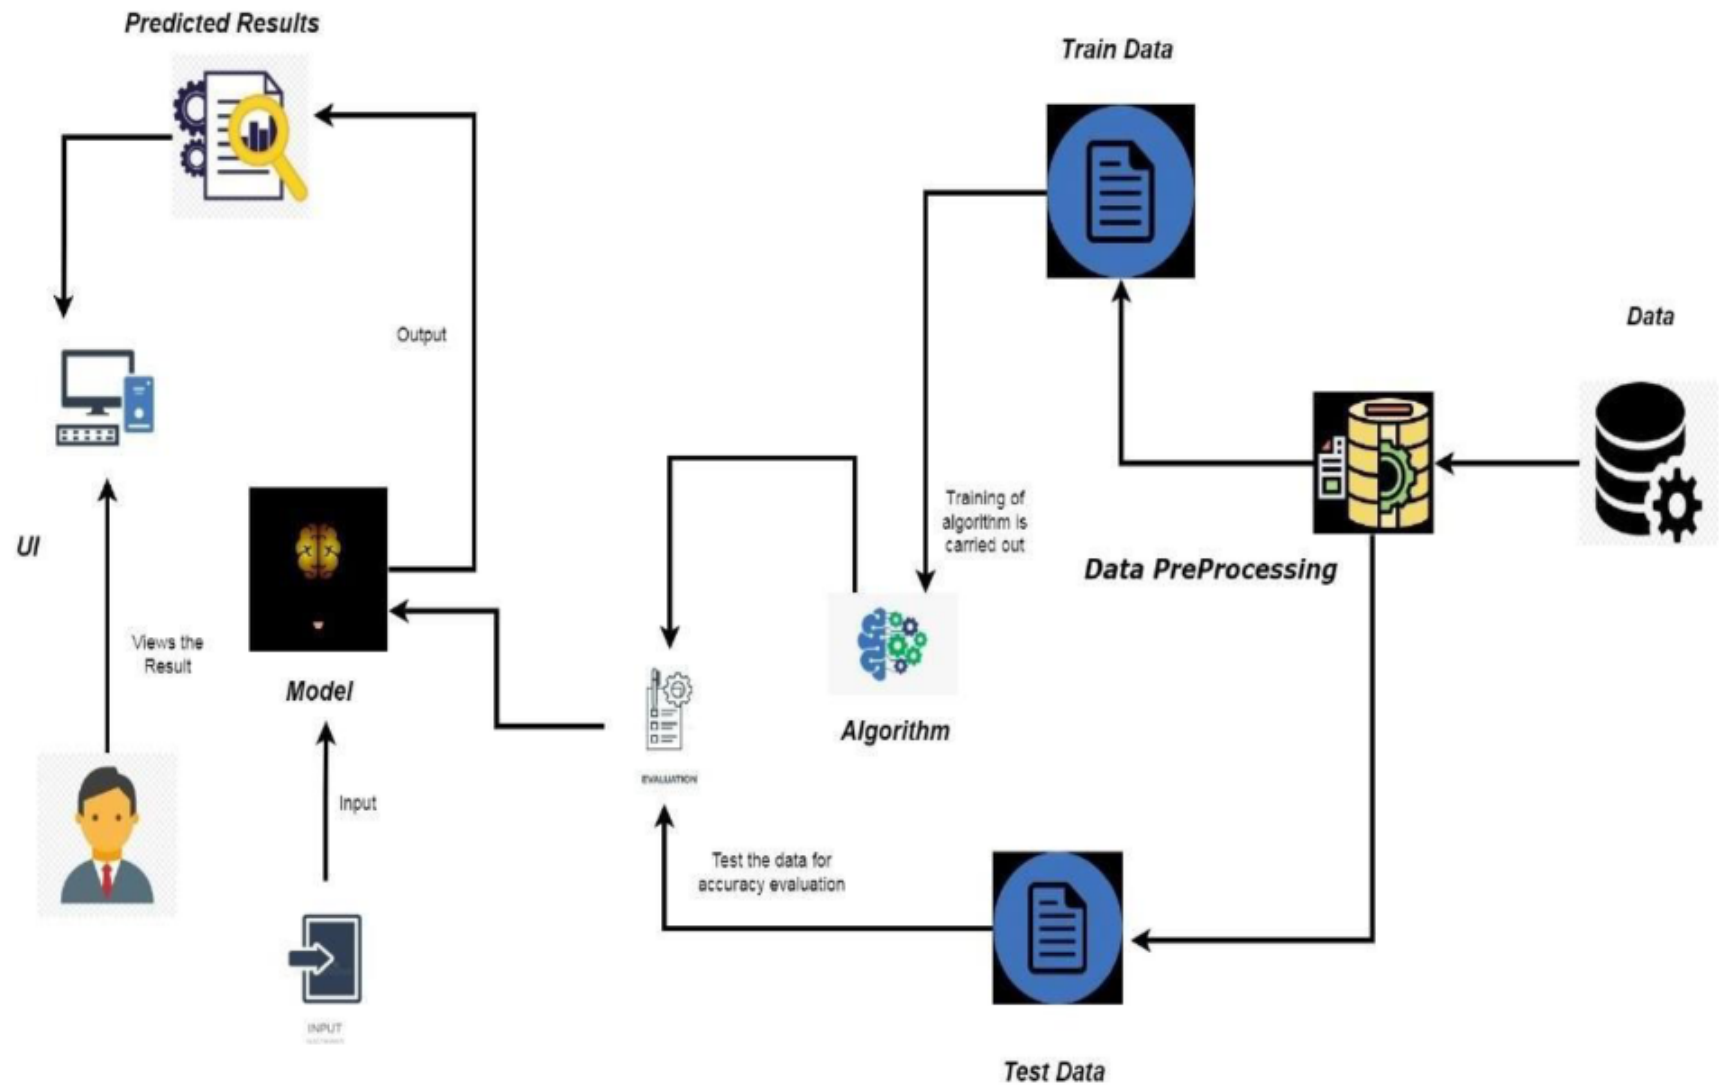 Predicted Results
Train Data
Data
Output
Training of
algorithm is
carried out
UI
Data PreProcessing
Views the
Result
Model
Algorithm
EVALUATION
Input
Test the data for
accuracy evaluation
INPUT
Test Data